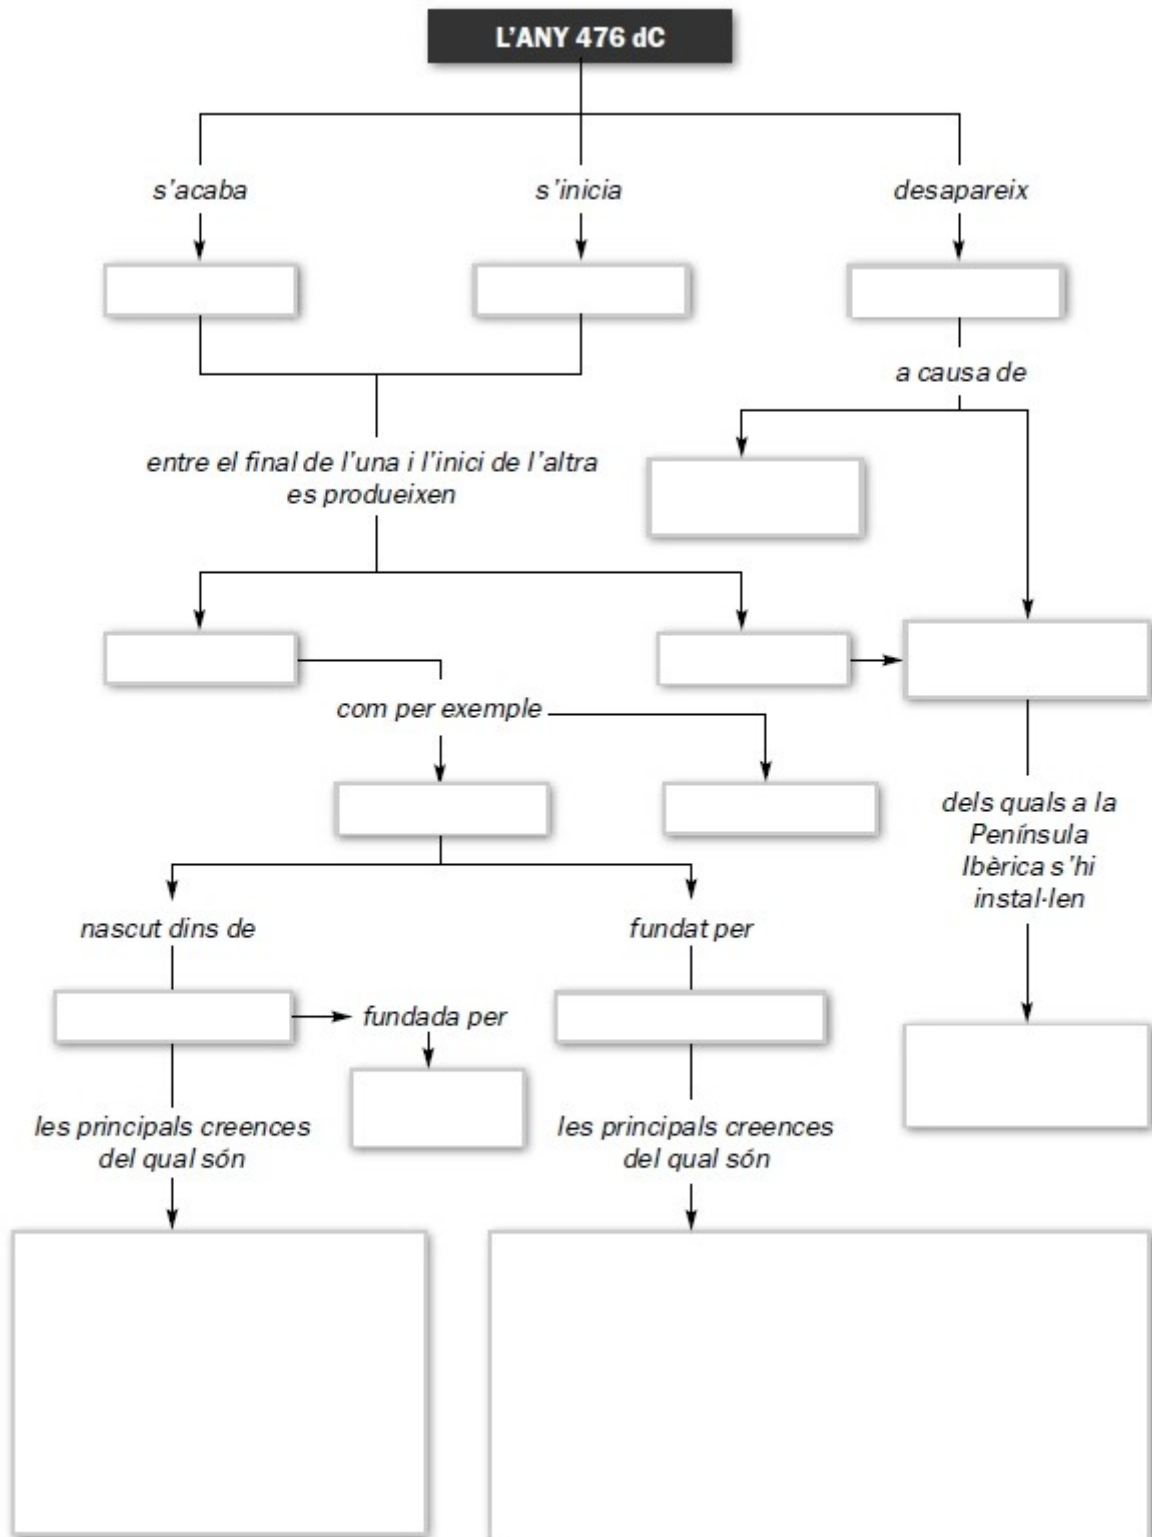 L'ANY 476 dC
s'acaba
s'inicia
desapareix
a causa de
entre el final de l'una i l'inici de l'altra
es produeixen
com per exemple
dels quals a la
Península
Ibèrica s'hi
instal·len
nascut dins de
fundat per
fundada per
les principals creences
del qual són
les principals creences
del qual són